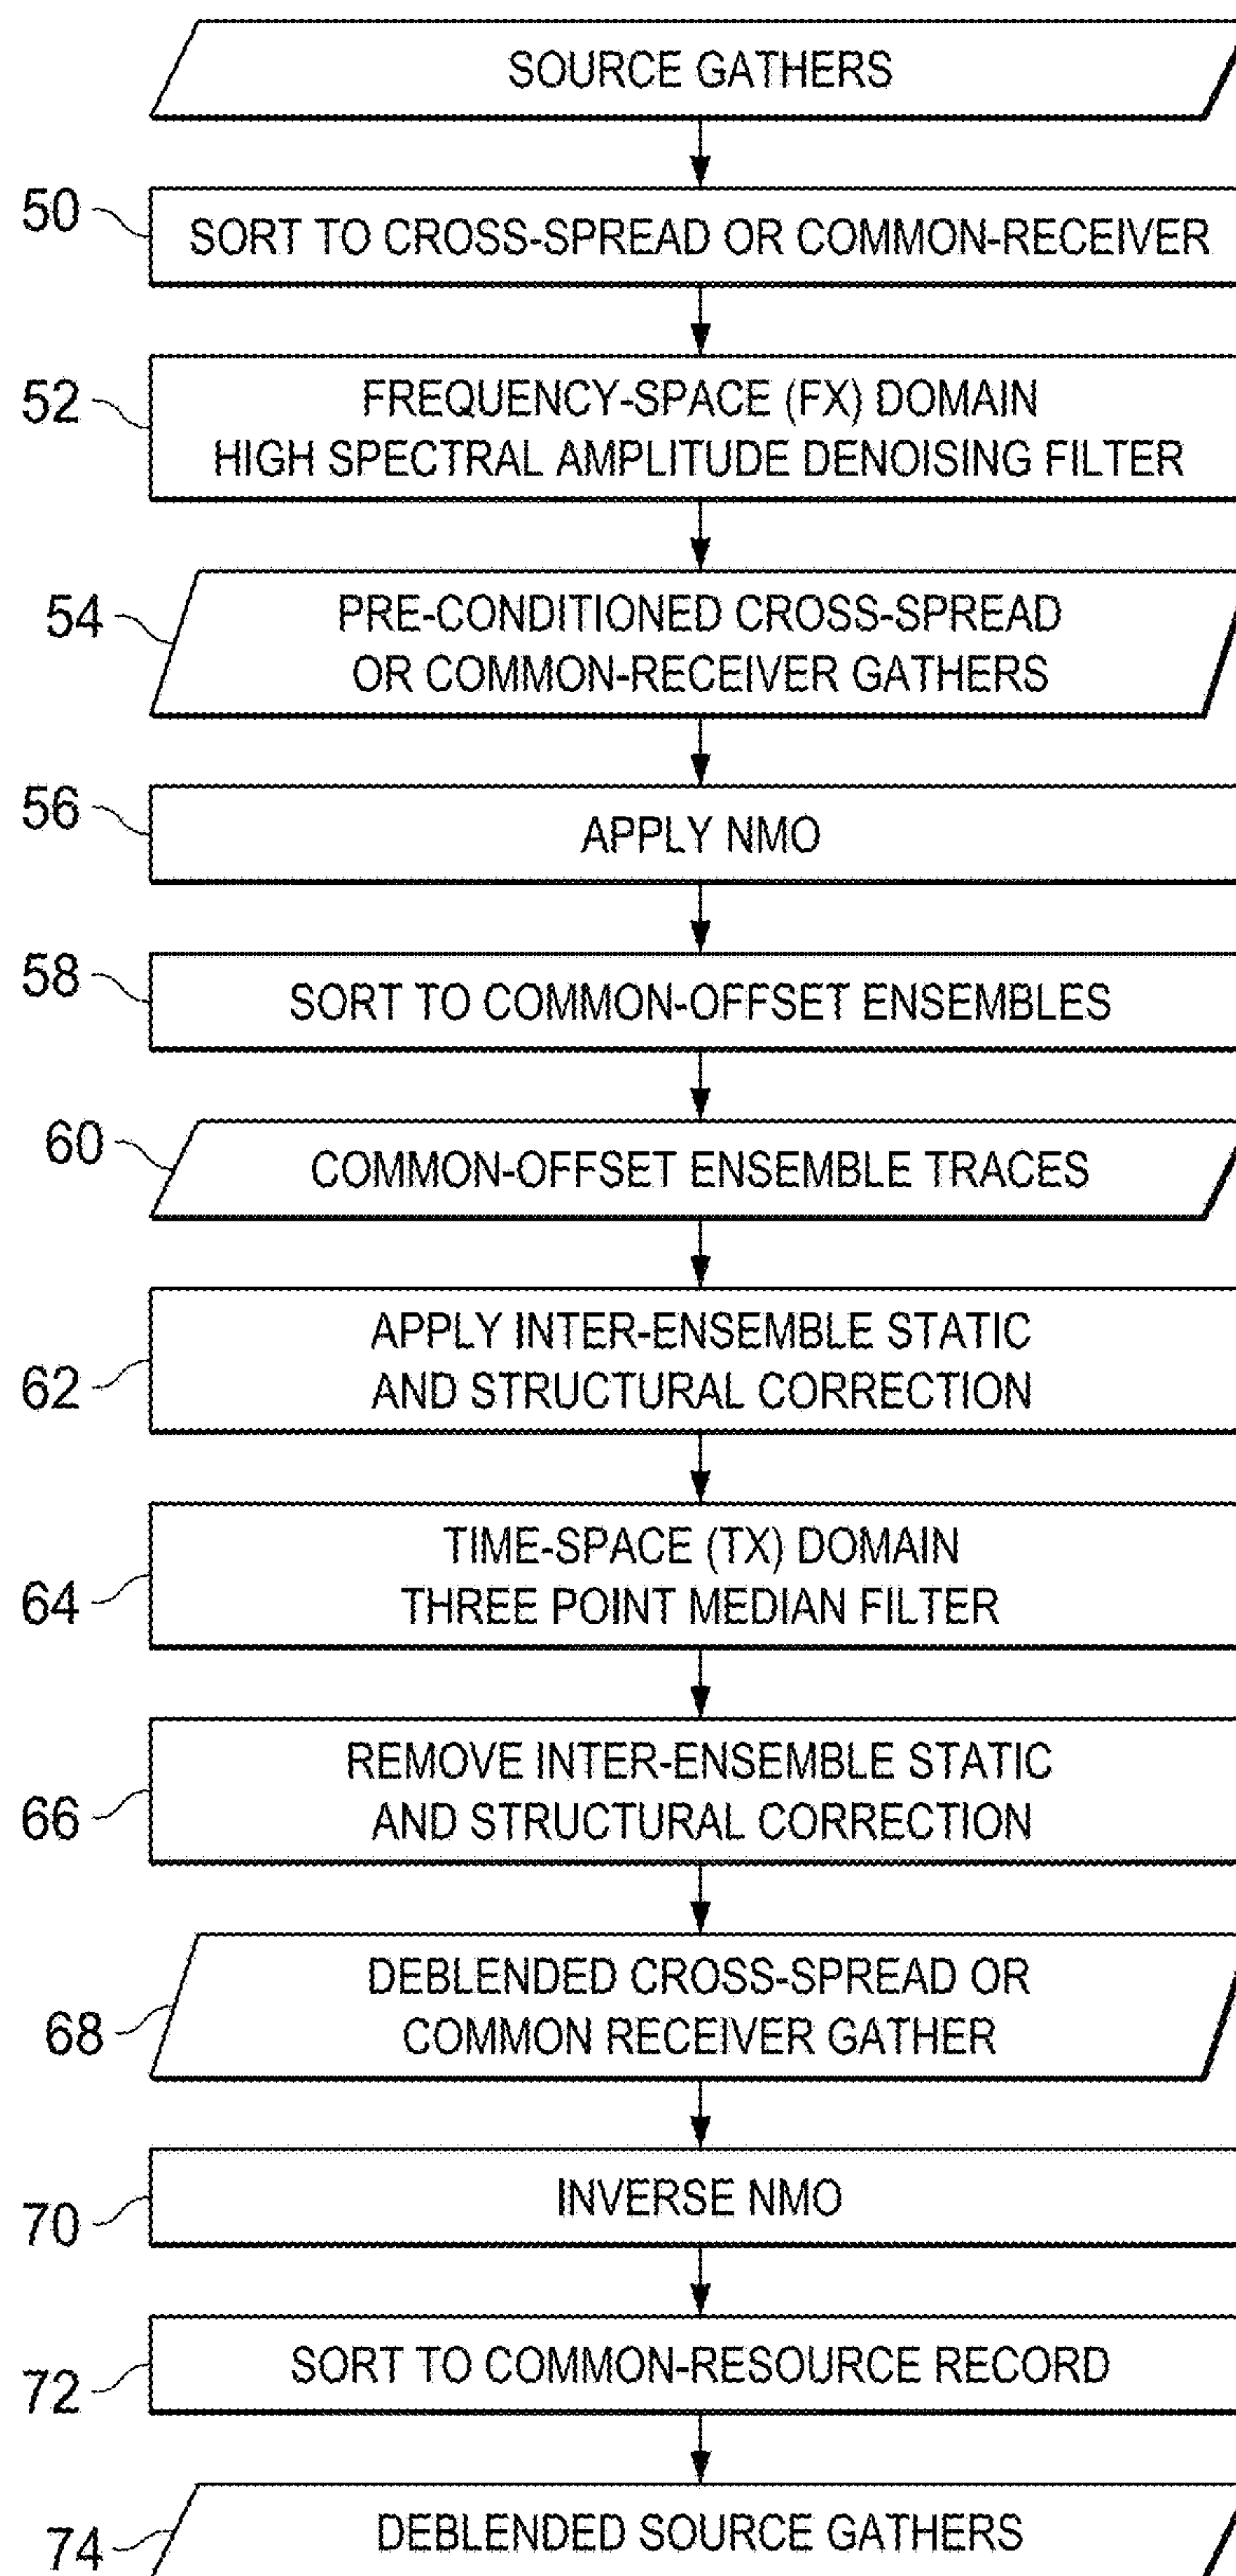 SOURCE GATHERS
50
SORT TO CROSS-SPREAD OR COMMON-RECEIVER
52
FREQUENCY-SPACE (FX) DOMAIN
HIGH SPECTRAL AMPLITUDE DENOISING FILTER
54
PRE-CONDITIONED CROSS-SPREAD
OR COMMON-RECEIVER GATHERS
56
APPLY NMO
58
SORT TO COMMON-OFFSET ENSEMBLES
60
COMMON-OFFSET ENSEMBLE TRACES
62
APPLY INTER-ENSEMBLE STATIC
AND STRUCTURAL CORRECTION
64
TIME-SPACE (TX) DOMAIN
THREE POINT MEDIAN FILTER
66
REMOVE INTER-ENSEMBLE STATIC
AND STRUCTURAL CORRECTION
68
DEBLENDED CROSS-SPREAD OR
COMMON RECEIVER GATHER
70
INVERSE NMO
72
SORT TO COMMON-RESOURCE RECORD
74
DEBLENDED SOURCE GATHERS